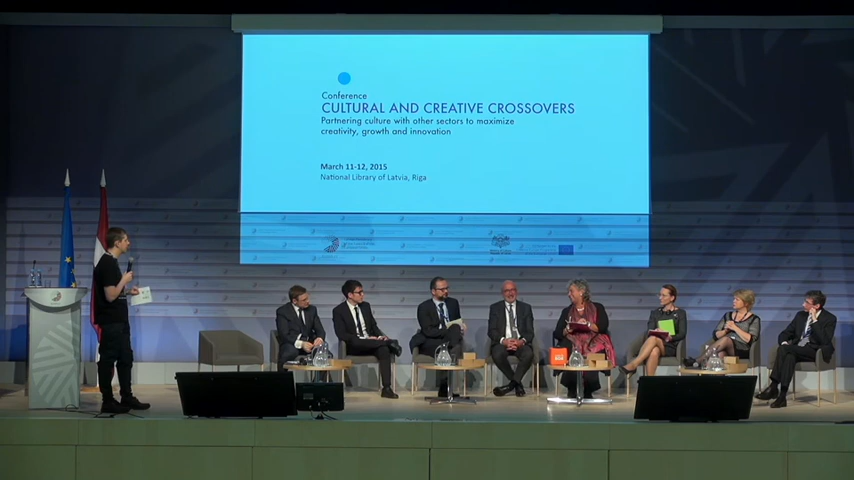 Conference
CULTURAL AND CREATIVE CROSSOVERS
Partnering culture with other sectors to maximize
creativity, growth and innovation
March 11-12, 2015
National Library of Latvia, Riga